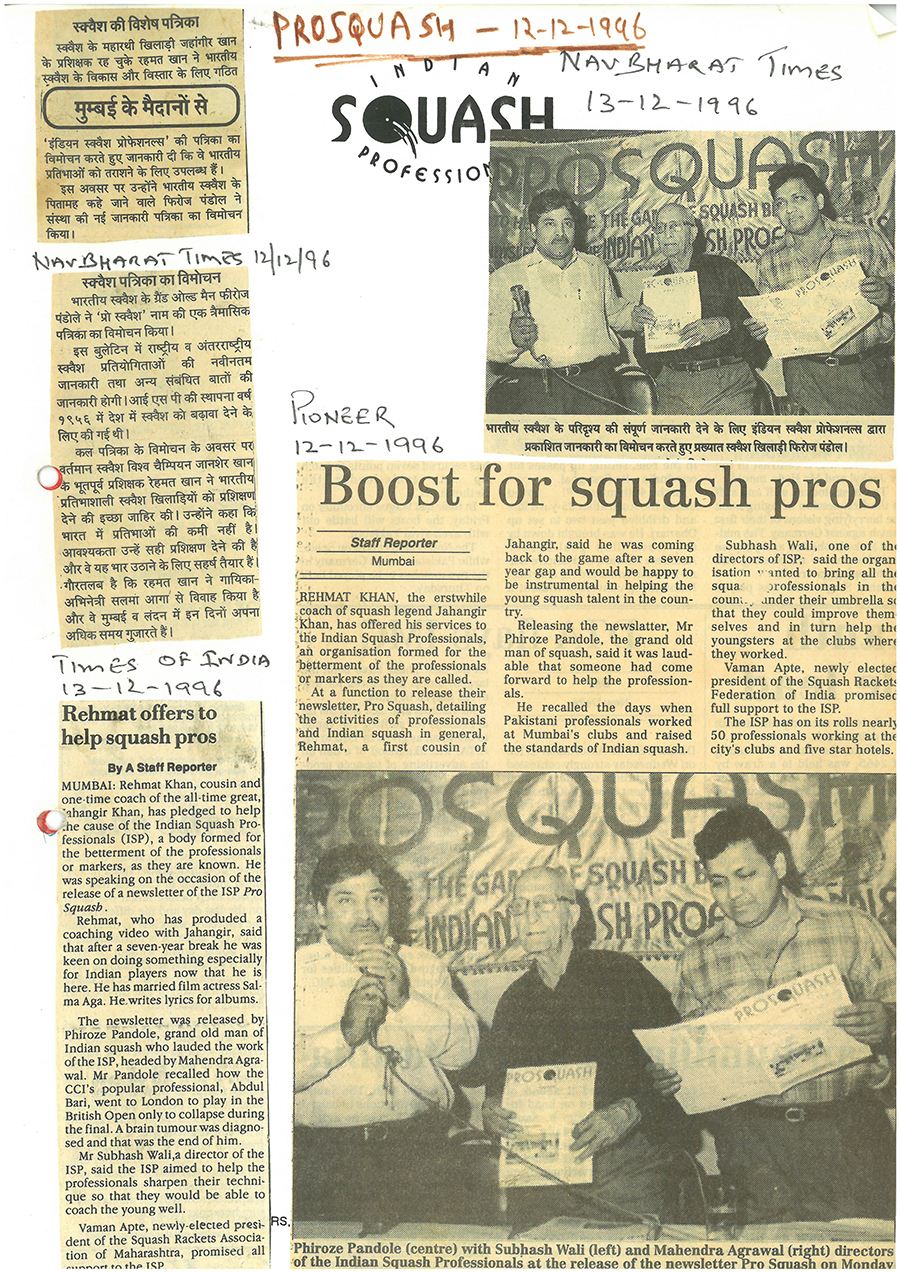 PROSQUASH - 12-12-1996
INDIAN
SQUASH
PROFESSION
NAVBHARAT TIMES
13-12-1996
स्क्वैश की विशेष पत्रिका
स्क्वैश के महारथी खिलाड़ी जहांगीर खान
के प्रशिक्षक रह चुके रहमत खान ने भारतीय
स्क्वैश के विकास और विस्तार के लिए गठित
मुम्बई के मैदानों से
'इंडियन स्क्वैश प्रोफेशनल्स' की पत्रिका का
विमोचन करते हुए जानकारी दी कि वे भारतीय
प्रतिभाओं को तराशने के लिए उपलब्ध हैं।
इस अवसर पर उन्होंने भारतीय स्क्वैश के
पितामह कहे जाने वाले फिरोज पंडोल ने
संस्था की नई जानकारी पत्रिका का विमोचन
किया।
NAVBHARAT TIMES 12/12/96
स्क्वैश पत्रिका का विमोचन
भारतीय स्क्वैश के ग्रैंड ओल्ड मैन फीरोज
पंडोले ने 'प्रो स्क्वैश' नाम की एक त्रैमासिक
पत्रिका का विमोचन किया।
इस बुलेटिन में राष्ट्रीय व अंतरराष्ट्रीय
स्क्वैश प्रतियोगिताओं की नवीनतम
जानकारी तथा अन्य संबंधित बातों की
जानकारी होगी। आई एस पी की स्थापना वर्ष
१९५६ में देश में स्क्वैश को बढ़ावा देने के
लिए की गई थी।
कल पत्रिका के विमोचन के अवसर पर
वर्तमान स्क्वैश विश्व चैम्पियन जानशेर खान
के भूतपूर्व प्रशिक्षक रेहमत खान ने भारतीय
प्रतिभाशाली स्क्वैश खिलाड़ियों को प्रशिक्षण
देने की इच्छा जाहिर की। उन्होंने कहा कि
भारत में प्रतिभाओं की कमी नहीं है।
आवश्यकता उन्हें सही प्रशिक्षण देने की है
और वे यह भार उठाने के लिए सहर्ष तैयार हैं।
गौरतलब है कि रहमत खान ने गायिका-
अभिनेत्री सलमा आगा से विवाह किया है
और वे मुम्बई व लंदन में इन दिनों अपना
अधिक समय गुजारते हैं।
TIMES OF INDIA
13-12-1996
Rehmat offers to
help squash pros
By A Staff Reporter
MUMBAI: Rehmat Khan, cousin and
one-time coach of the all-time great,
Jahangir Khan, has pledged to help
the cause of the Indian Squash Pro-
fessionals (ISP), a body formed for
the betterment of the professionals
or markers, as they are known. He
was speaking on the occasion of the
release of a newsletter of the ISP Pro
Squash.
Rehmat, who has produded a
coaching video with Jahangir, said
that after a seven-year break he was
keen on doing something especially
for Indian players now that he is
here. He has married film actress Sal-
ma Aga. He writes lyrics for albums.
The newsletter was released by
Phiroze Pandole, grand old man of
Indian squash who lauded the work
of the ISP, headed by Mahendra Agra-
wal. Mr Pandole recalled how the
CCI's popular professional, Abdul
Bari, went to London to play in the
British Open only to collapse during
the final. A brain tumour was diagno-
sed and that was the end of him.
Mr Subhash Wali,a director of the
ISP, said the ISP aimed to help the
professionals sharpen their techni-
que so that they would be able to
coach the young well.
Vaman Apte, newly-elected presi-
dent of the Squash Rackets Associa-
tion of Maharashtra, promised all
support to the ISP.
PROSQUASH
THE GAME OF SQUASH B
INDIAN SQUASH PROF
PROSQUASH
PROSQUASH
भारतीय स्क्वैश के परिदृश्य की संपूर्ण जानकारी देने के लिए इंडियन स्क्वैश प्रोफेशनल्स द्वारा
प्रकाशित जानकारी का विमोचन करते हुए प्रख्यात स्क्वैश खिलाड़ी फिरोज पंडोल।
PIONEER
12-12-1996
Boost for squash pros
Staff Reporter
Mumbai
REHMAT KHAN, the erstwhile
coach of squash legend Jahangir
Khan, has offered his services to
the Indian Squash Professionals,
an organisation formed for the
betterment of the professionals
or markers as they are called.
At a function to release their
newsletter, Pro Squash, detailing
the activities of professionals
and Indian squash in general,
Rehmat, a first cousin of
Jahangir, said he was coming
back to the game after a seven
year gap and would be happy to
be instrumental in helping the
young squash talent in the coun-
try.
Releasing the newslatter, Mr
Phiroze Pandole, the grand old
man of squash, said it was laud-
able that someone had come
forward to help the profession-
als.
He recalled the days when
Pakistani professionals worked
at Mumbai's clubs and raised
the standards of Indian squash.
Subhash Wali, one of the
directors of ISP, said the organ
isation wanted to bring all the
squa professionals in the
coun under their umbrella so
that they could improve them-
selves and in turn help the
youngsters at the clubs where
they worked.
Vaman Apte, newly elected
president of the Squash Rackets
Federation of India promised
full support to the ISP.
The ISP has on its rolls nearly
50 professionals working at the
city's clubs and five star hotels.
PROSQUASH
THE GAME OF SQUASH B
INDIAN SQUASH PROF
PROSQUASH
PROSQUASH
RS,
Phiroze Pandole (centre) with Subhash Wali (left) and Mahendra Agrawal (right) directors
of the Indian Squash Professionals at the release of the newsletter Pro Squash on Monday